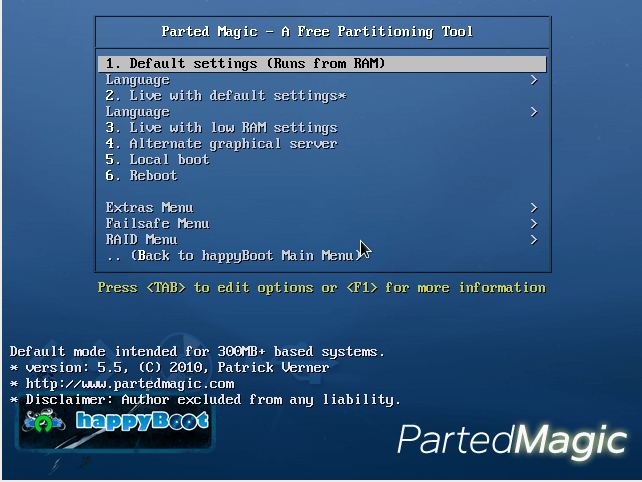 Parted Magic - A Free Partitioning Tool
1. Default settings (Runs from RAM)
Language >
2. Live with default settings*
Language >
3. Live with low RAM settings
4. Alternate graphical server
5. Local boot
6. Reboot
Extras Menu >
Failsafe Menu >
RAID Menu >
.. (Back to happyBoot Main Menu)
Press <TAB> to edit options or <F1> for more information
Default mode intended for 300MB+ based systems.
* version: 5.5, (C) 2010, Patrick Verner
* http://www.partedmagic.com
* Disclaimer: Author excluded from any liability.
happyBoot
PartedMagic